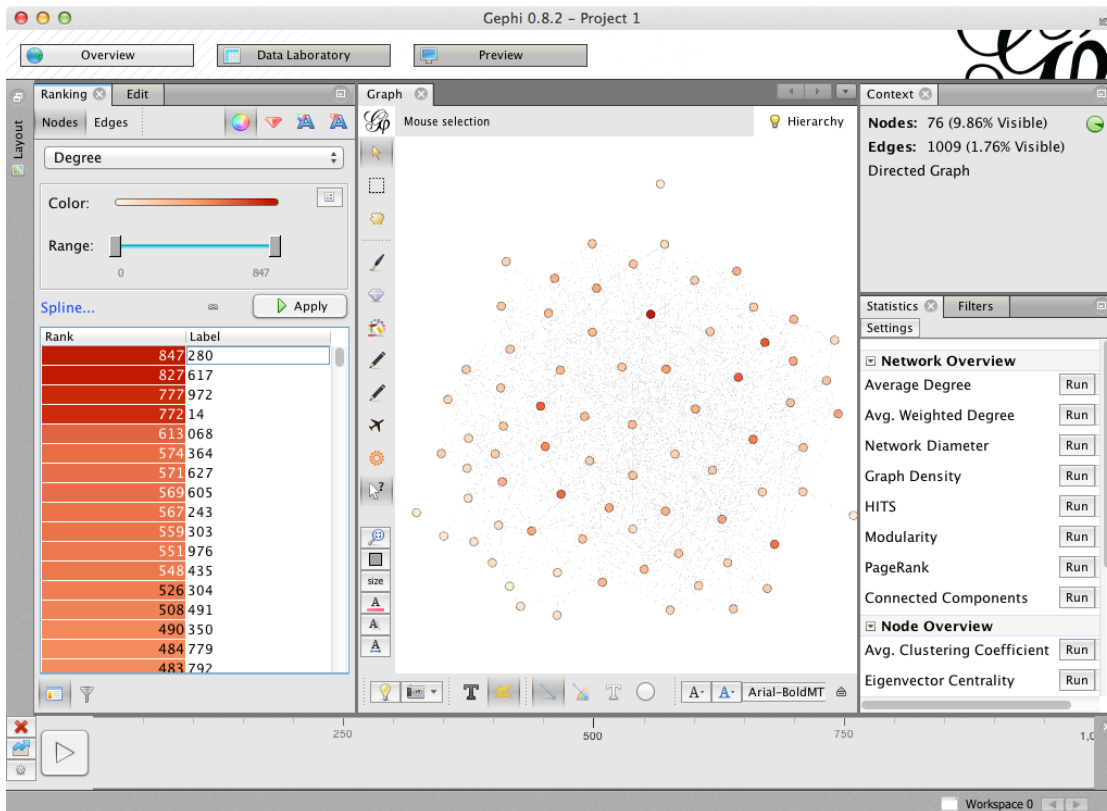 Gephi 0.8.2 – Project 1
Overview Data Laboratory Preview
Layout
Ranking Edit
Nodes Edges
Degree
Color:
Range:
0 847
Spline... Apply
Rank Label
847 280
827 617
777 972
772 14
613 068
574 364
571 627
569 605
567 243
559 303
551 976
548 435
526 304
508 491
490 350
484 779
483 792
Graph
Mouse selection Hierarchy
size
A
A
A
T T A- A- Arial-BoldMT
Context
Nodes: 76 (9.86% Visible)
Edges: 1009 (1.76% Visible)
Directed Graph
Statistics Filters
Settings
Network Overview
Average Degree Run
Avg. Weighted Degree Run
Network Diameter Run
Graph Density Run
HITS Run
Modularity Run
PageRank Run
Connected Components Run
Node Overview
Avg. Clustering Coefficient Run
Eigenvector Centrality Run
250 500 750
Workspace 0